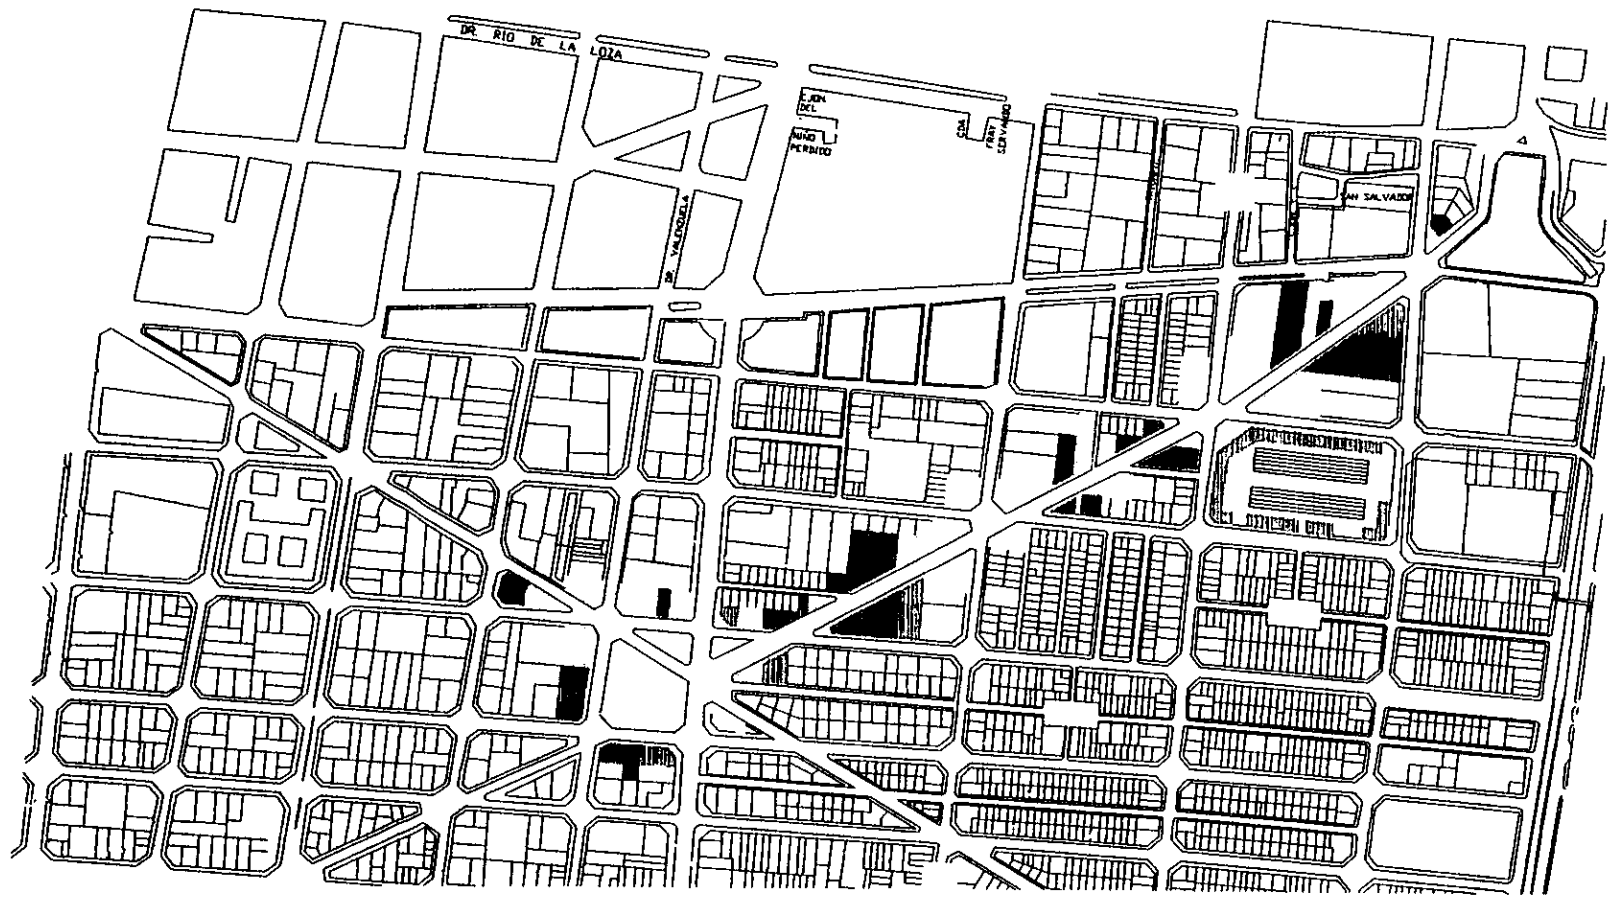 DR. RIO DE LA LOZA
CJON.
DEL
NIÑO
PERDIDO
CDA.
FRAY
SERVANDO
SAN SALVADOR
DR. VALENZUELA